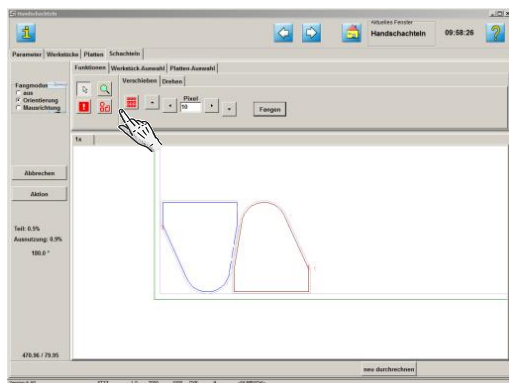 Handschachteln
Aktuelles Fenster
Handschachteln
09:58:26
Parameter Werkstücke Platten Schachteln
Funktionen Werkstück-Auswahl Platten-Auswahl
Verschieben Drehen
Fangmodus
aus
Orientierung
Mausrichtung
Pixel
10
Fangen
1x
Abbrechen
Aktion
Teil: 0.5%
Ausnutzung: 0.9%
180.0 °
470.96 / 79.95
neu durchrechnen